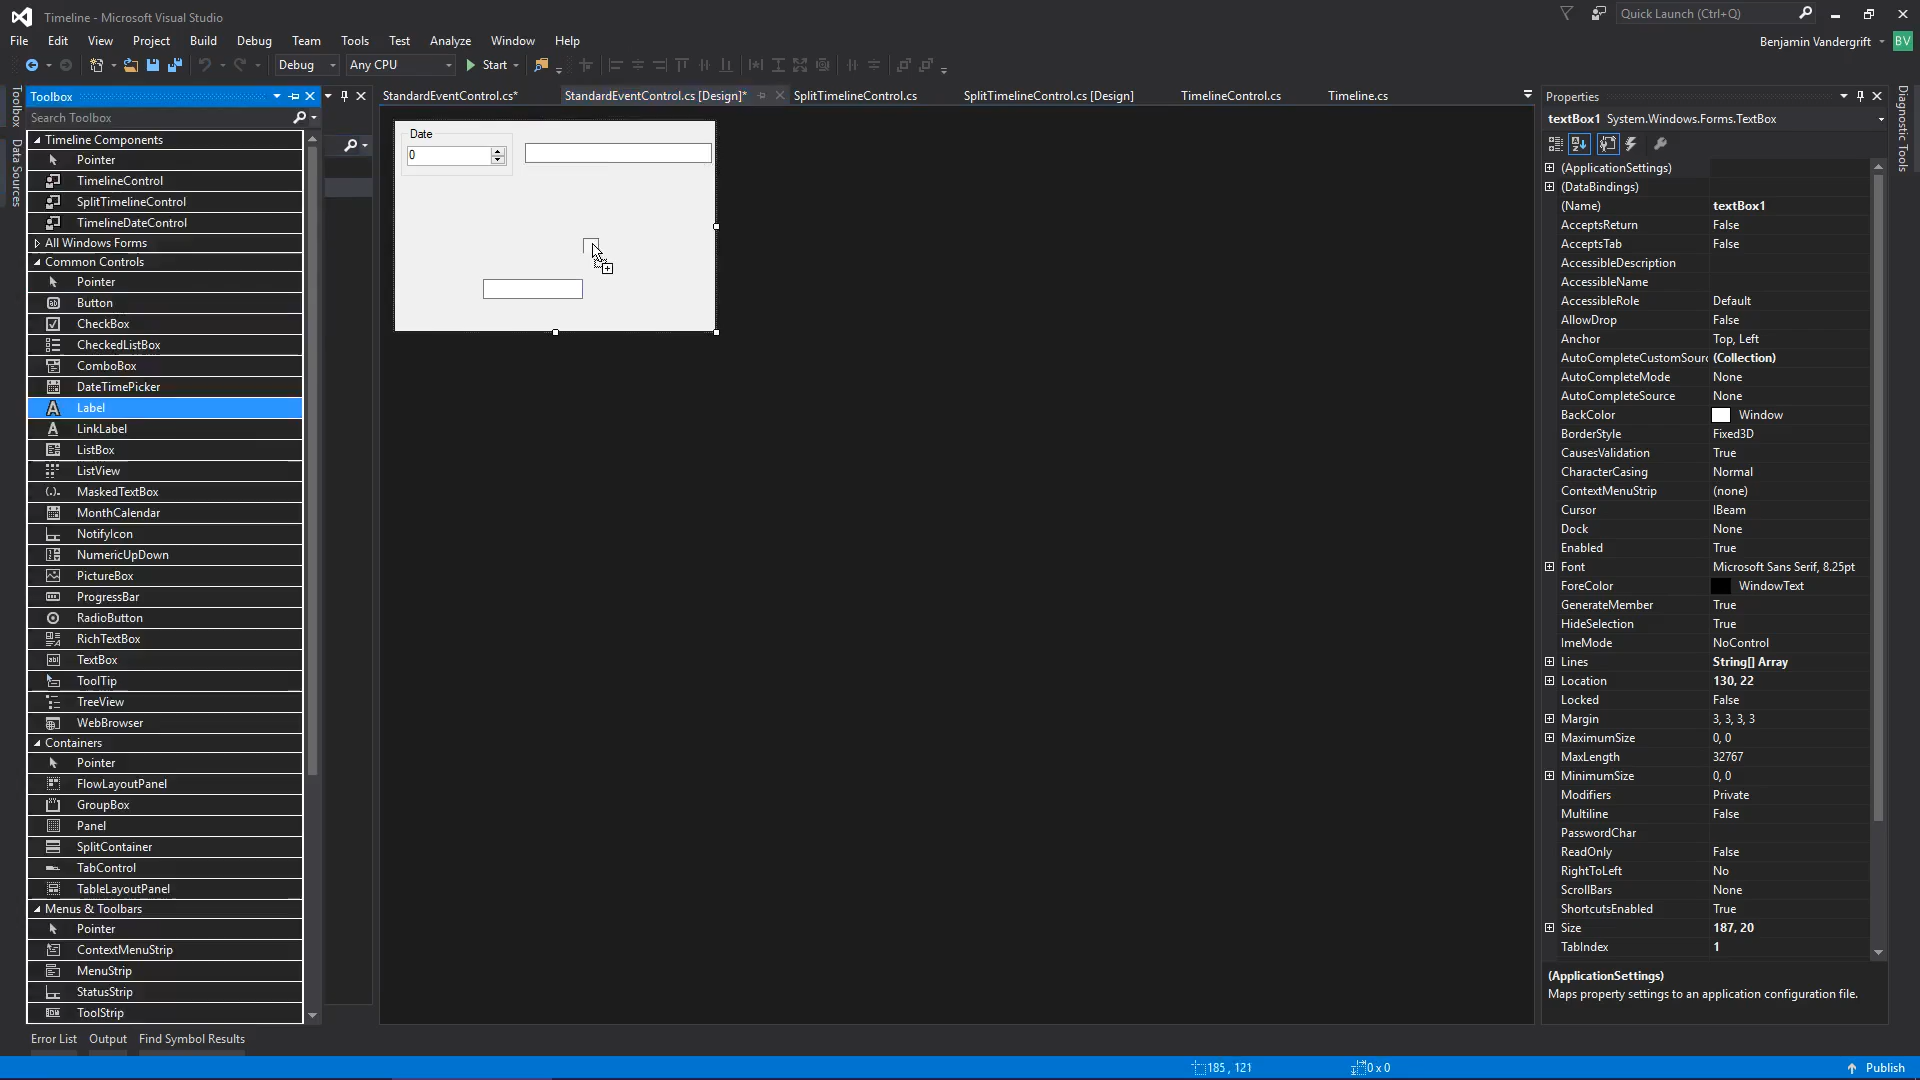 Timeline - Microsoft Visual Studio
Quick Launch (Ctrl+Q)
File Edit View Project Build Debug Team Tools Test Analyze Window Help
Benjamin Vandergrift BV
Debug Any CPU Start
Toolbox
Data Sources
Toolbox
Search Toolbox
Timeline Components
Pointer
TimelineControl
SplitTimelineControl
TimelineDateControl
All Windows Forms
Common Controls
Pointer
Button
CheckBox
CheckedListBox
ComboBox
DateTimePicker
Label
LinkLabel
ListBox
ListView
MaskedTextBox
MonthCalendar
NotifyIcon
NumericUpDown
PictureBox
ProgressBar
RadioButton
RichTextBox
TextBox
ToolTip
TreeView
WebBrowser
Containers
Pointer
FlowLayoutPanel
GroupBox
Panel
SplitContainer
TabControl
TableLayoutPanel
Menus & Toolbars
Pointer
ContextMenuStrip
MenuStrip
StatusStrip
ToolStrip
StandardEventControl.cs* StandardEventControl.cs [Design]* SplitTimelineControl.cs SplitTimelineControl.cs [Design] TimelineControl.cs Timeline.cs
Date
0
Properties
textBox1 System.Windows.Forms.TextBox
(ApplicationSettings)
(DataBindings)
(Name) textBox1
AcceptsReturn False
AcceptsTab False
AccessibleDescription
AccessibleName
AccessibleRole Default
AllowDrop False
Anchor Top, Left
AutoCompleteCustomSourc (Collection)
AutoCompleteMode None
AutoCompleteSource None
BackColor Window
BorderStyle Fixed3D
CausesValidation True
CharacterCasing Normal
ContextMenuStrip (none)
Cursor IBeam
Dock None
Enabled True
Font Microsoft Sans Serif, 8.25pt
ForeColor WindowText
GenerateMember True
HideSelection True
ImeMode NoControl
Lines String[] Array
Location 130, 22
Locked False
Margin 3, 3, 3, 3
MaximumSize 0, 0
MaxLength 32767
MinimumSize 0, 0
Modifiers Private
Multiline False
PasswordChar
ReadOnly False
RightToLeft No
ScrollBars None
ShortcutsEnabled True
Size 187, 20
TabIndex 1
(ApplicationSettings)
Maps property settings to an application configuration file.
Diagnostic Tools
Error List Output Find Symbol Results
185 , 121 0 x 0 Publish